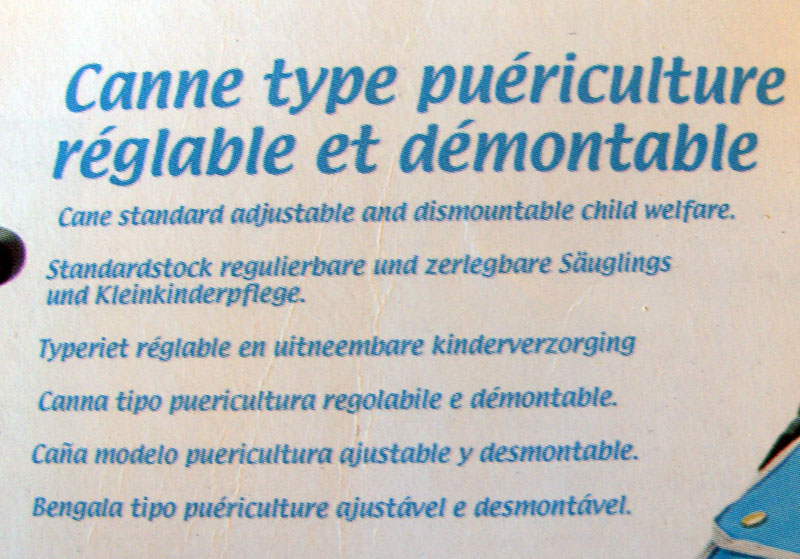 Canne type puériculture
réglable et démontable
Cane standard adjustable and dismountable child welfare.
Standardstock regulierbare und zerlegbare Säuglings
und Kleinkinderpflege.
Typeriet réglable en uitneembare kinderverzorging
Canna tipo puericultura regolabile e démontable.
Caña modelo puericultura ajustable y desmontable.
Bengala tipo puériculture ajustável e desmontável.